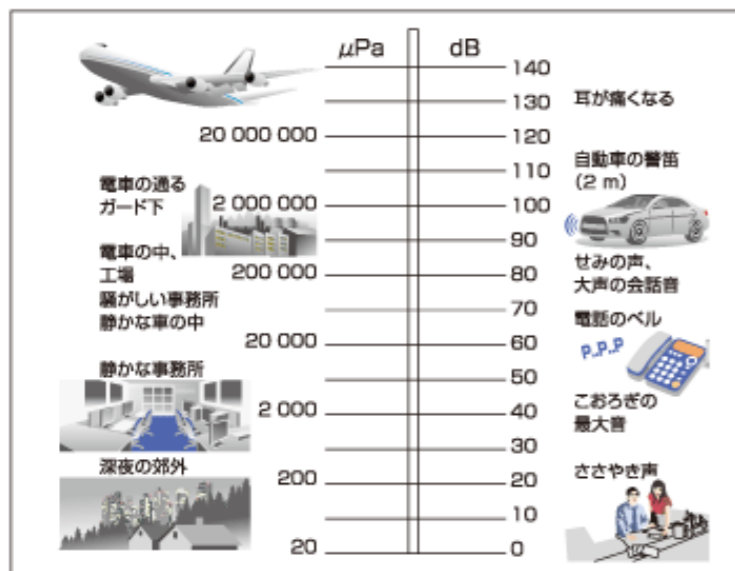 μPa dB
140
130 耳が痛くなる
20 000 000 120
110 自動車の警笛
(2 m)
電車の通る
ガード下 2 000 000 100
90
電車の中、
工場 200 000 80 せみの声、
大声の会話音
騒がしい事務所 70
静かな車の中 電話のベル
20 000 60 P..P..P
静かな事務所 50
2 000 40 こおろぎの
最大音
30
深夜の郊外 200 20 ささやき声
10
20 0